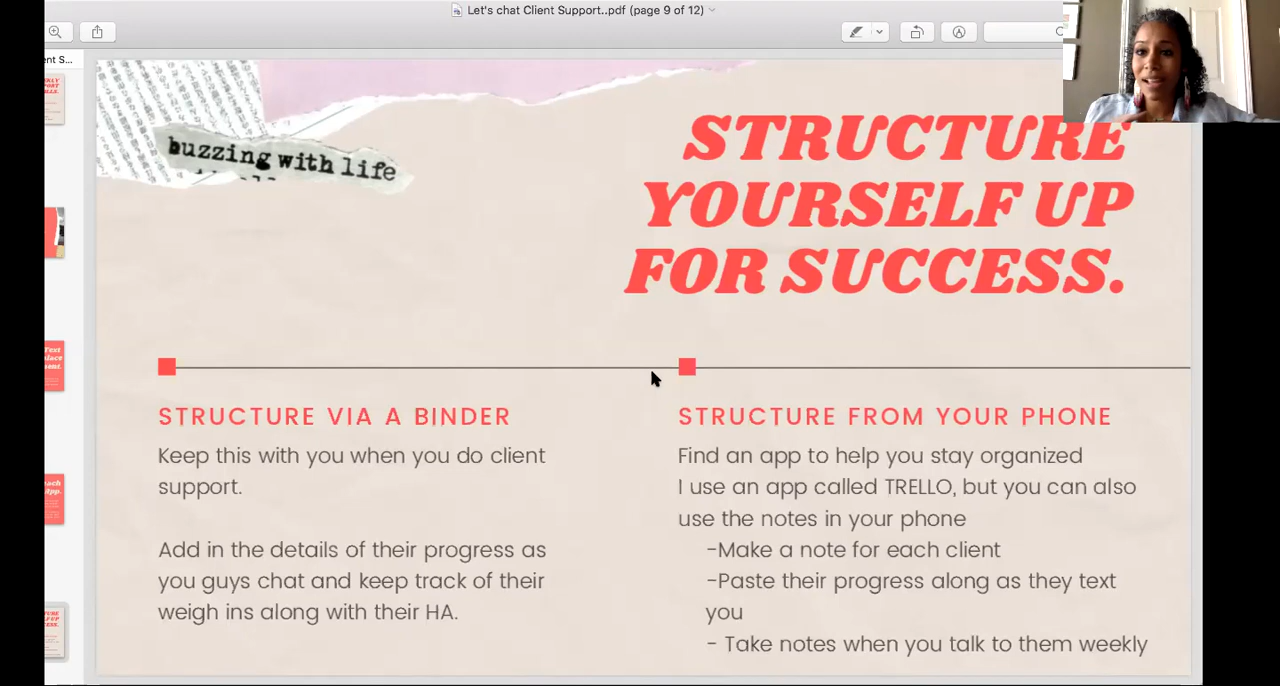 Let's chat Client Support..pdf (page 9 of 12)
ent S...
buzzing with life
STRUCTURE
YOURSELF UP
FOR SUCCESS.
STRUCTURE VIA A BINDER
Keep this with you when you do client
support.
Add in the details of their progress as
you guys chat and keep track of their
weigh ins along with their HA.
STRUCTURE FROM YOUR PHONE
Find an app to help you stay organized
I use an app called TRELLO, but you can also
use the notes in your phone
-Make a note for each client
-Paste their progress along as they text
you
- Take notes when you talk to them weekly